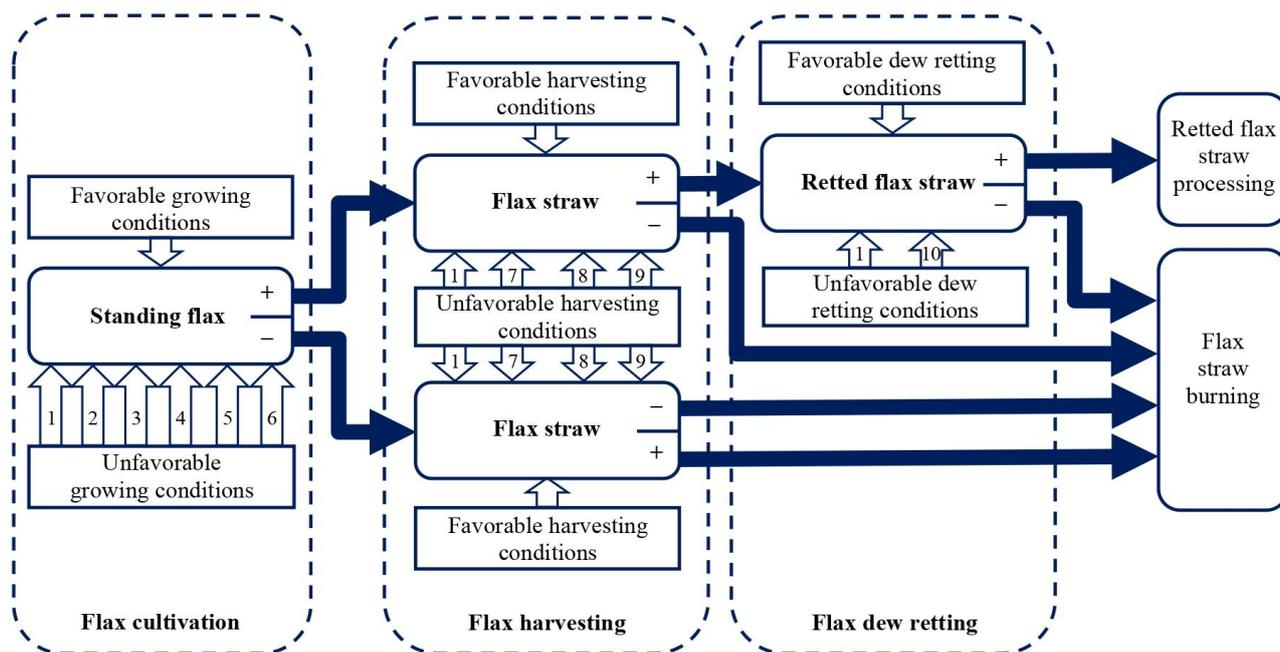 Favorable growing
conditions
Standing flax
+
−
1 2 3 4 5 6
Unfavorable
growing conditions
Flax cultivation
Favorable harvesting
conditions
Flax straw
+
−
1 7 8 9
Unfavorable harvesting
conditions
1 7 8 9
Flax straw
−
+
Favorable harvesting
conditions
Flax harvesting
Favorable dew retting
conditions
Retted flax straw
+
−
1 10
Unfavorable dew
retting conditions
Flax dew retting
Retted flax
straw
processing
Flax
straw
burning